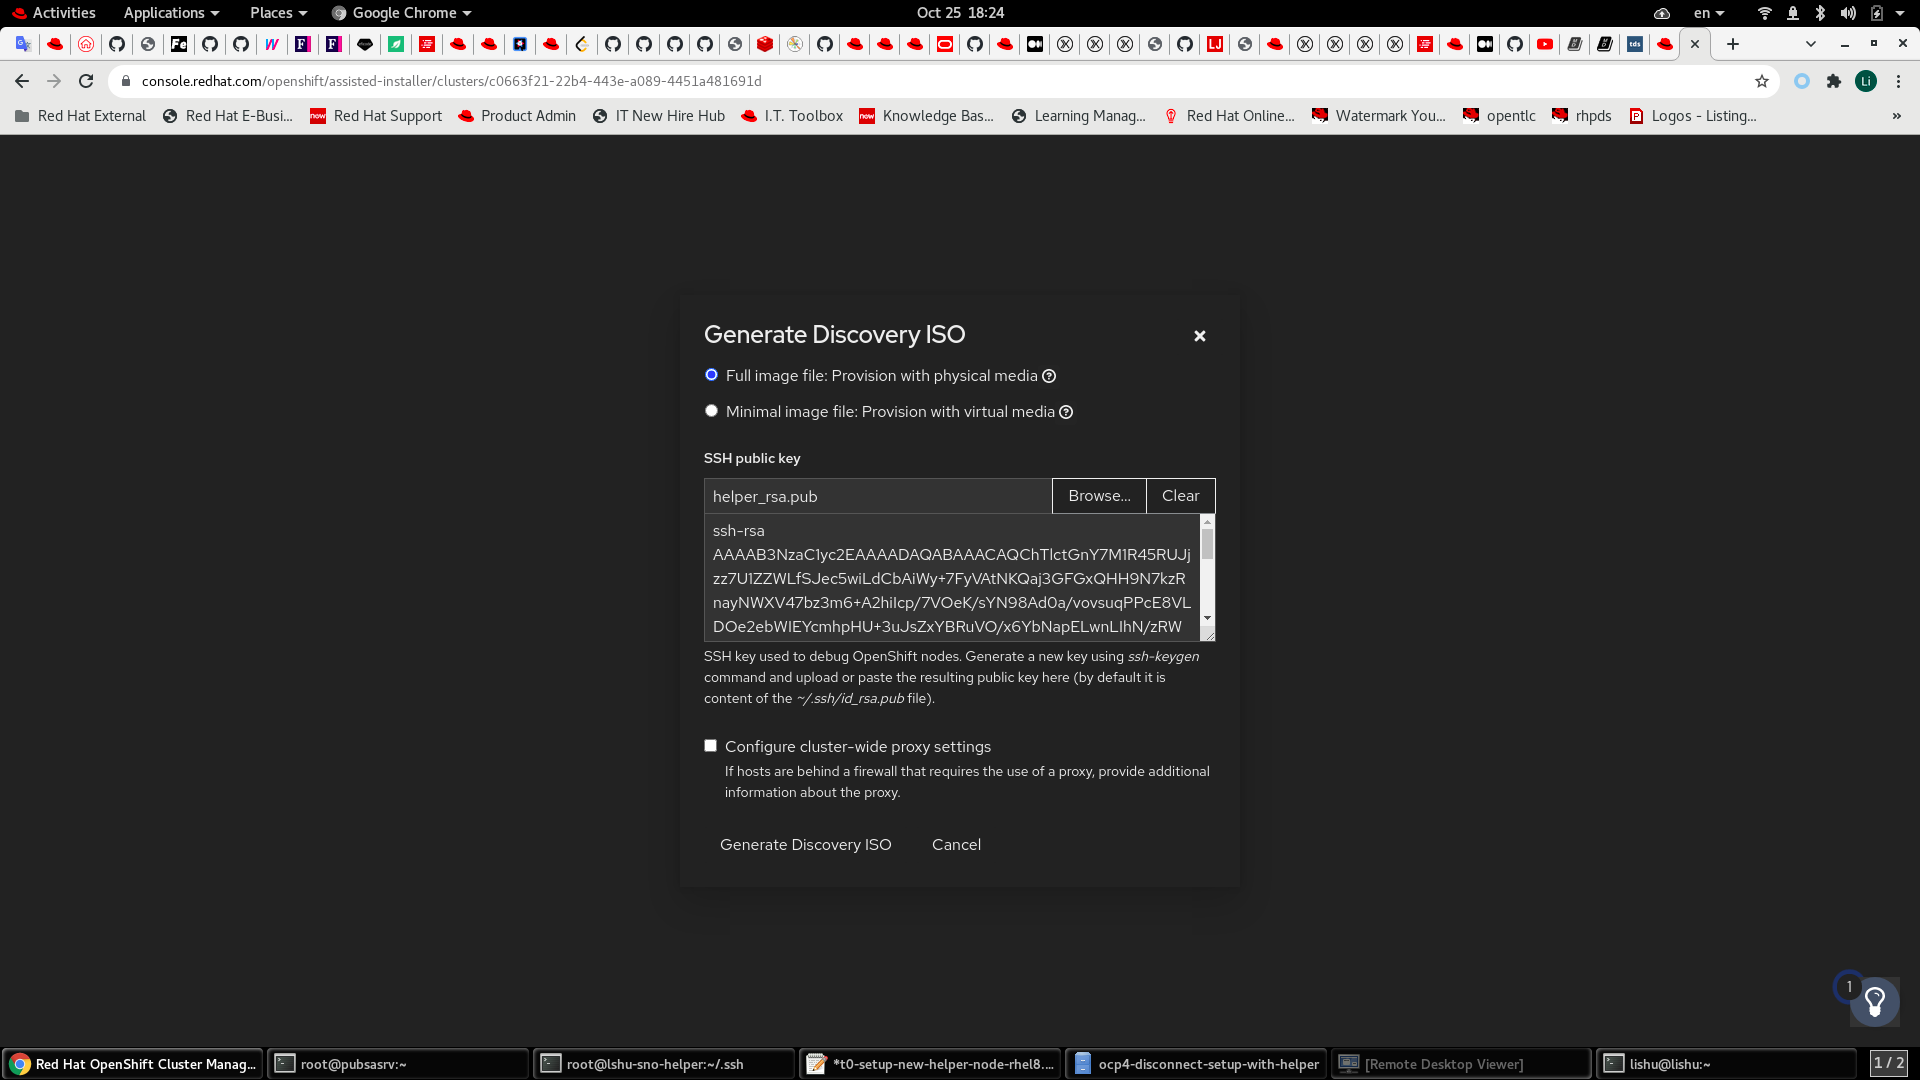 Activities Applications Places Google Chrome Oct 25 18:24 en
console.redhat.com/openshift/assisted-installer/clusters/c0663f21-22b4-443e-a089-4451a481691d Li
Red Hat External Red Hat E-Busi... now Red Hat Support Product Admin IT New Hire Hub I.T. Toolbox now Knowledge Bas... Learning Manag... Red Hat Online... Watermark You... opentlc rhpds Logos - Listing... »
Generate Discovery ISO
Full image file: Provision with physical media
Minimal image file: Provision with virtual media
SSH public key
helper_rsa.pub Browse... Clear
ssh-rsa
AAAAB3NzaC1yc2EAAAADAQABAAACAQChTlctGnY7M1R45RUJj
zz7U1ZZWLfSJec5wiLdCbAiWy+7FyVAtNKQaj3GFGxQHH9N7kzR
nayNWXV47bz3m6+A2hiIcp/7VOeK/sYN98Ad0a/vovsuqPPcE8VL
DOe2ebWIEYcmhpHU+3uJsZxYBRuVO/x6YbNapELwnLIhN/zRW
SSH key used to debug OpenShift nodes. Generate a new key using ssh-keygen
command and upload or paste the resulting public key here (by default it is
content of the ~/.ssh/id_rsa.pub file).
Configure cluster-wide proxy settings
If hosts are behind a firewall that requires the use of a proxy, provide additional
information about the proxy.
Generate Discovery ISO Cancel
1
Red Hat OpenShift Cluster Manag... root@pubsasrv:~ root@lshu-sno-helper:~/.ssh *t0-setup-new-helper-node-rhel8.... ocp4-disconnect-setup-with-helper [Remote Desktop Viewer] lishu@lishu:~ 1 / 2